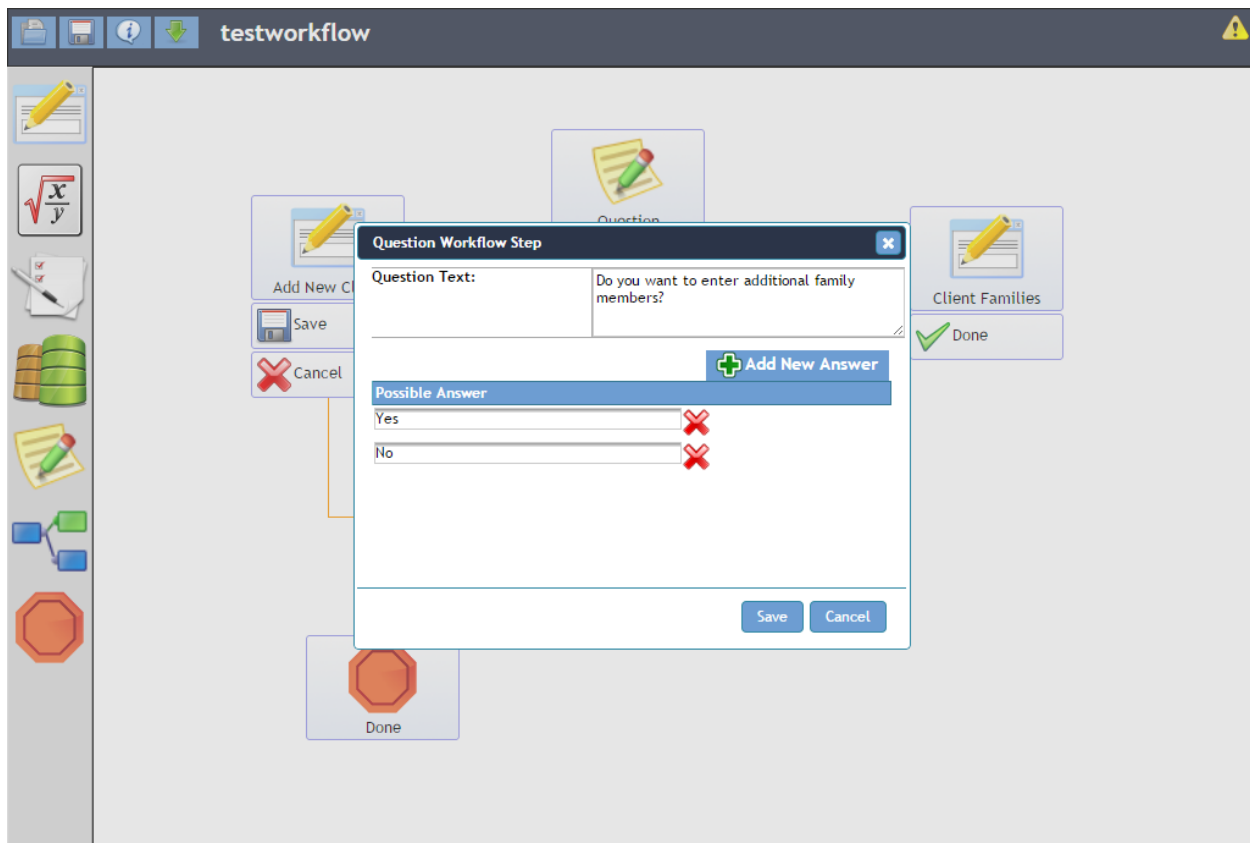 testworkflow
x
y
Question
Add New Cl
Save
Cancel
Question Workflow Step
Question Text:
Do you want to enter additional family
members?
Add New Answer
Possible Answer
Yes
No
Save
Cancel
Client Families
Done
Done